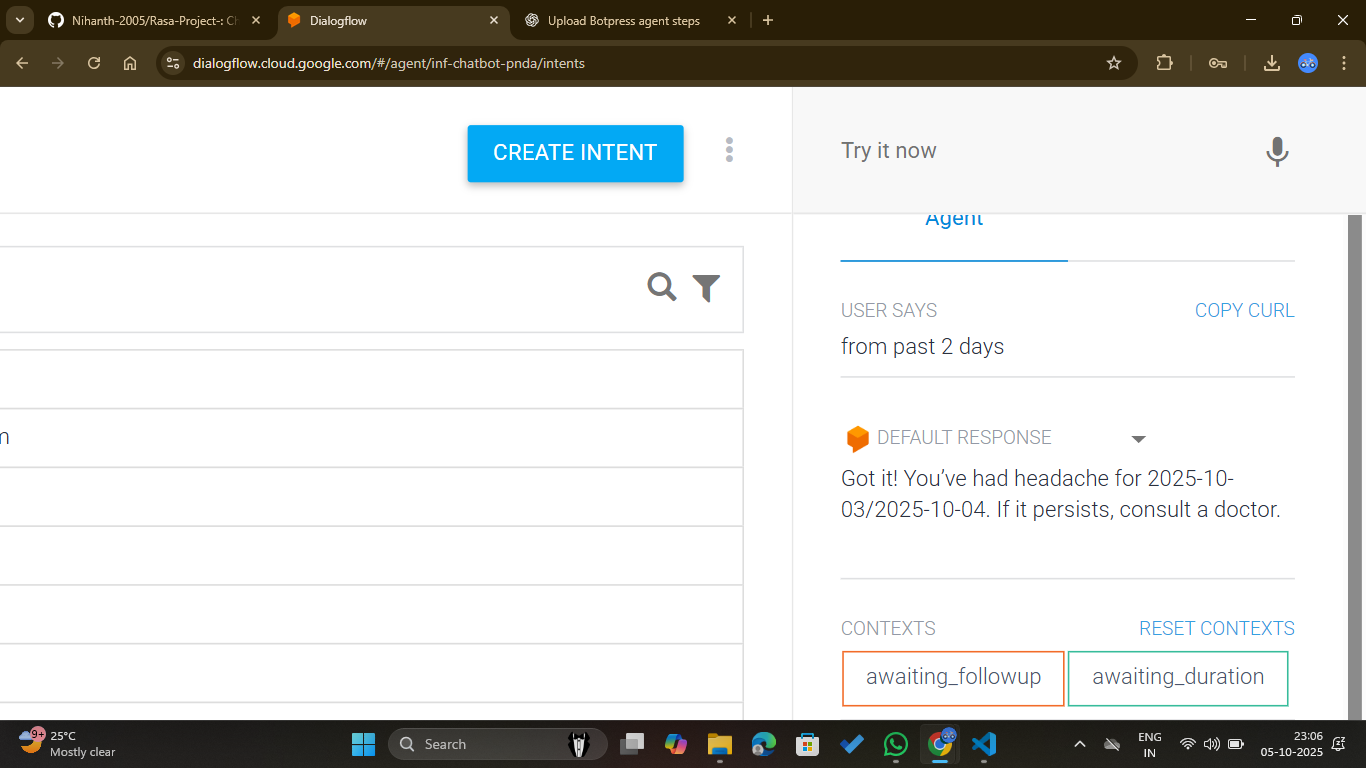 Nihanth-2005/Rasa-Project-: Ch
Dialogflow
Upload Botpress agent steps
dialogflow.cloud.google.com/#/agent/inf-chatbot-pnda/intents
CREATE INTENT
Try it now
Agent
USER SAYS COPY CURL
from past 2 days
m
DEFAULT RESPONSE
Got it! You’ve had headache for 2025-10-
03/2025-10-04. If it persists, consult a doctor.
CONTEXTS RESET CONTEXTS
awaiting_followup awaiting_duration
9+
25°C
Mostly clear
Search
ENG
IN
23:06
05-10-2025